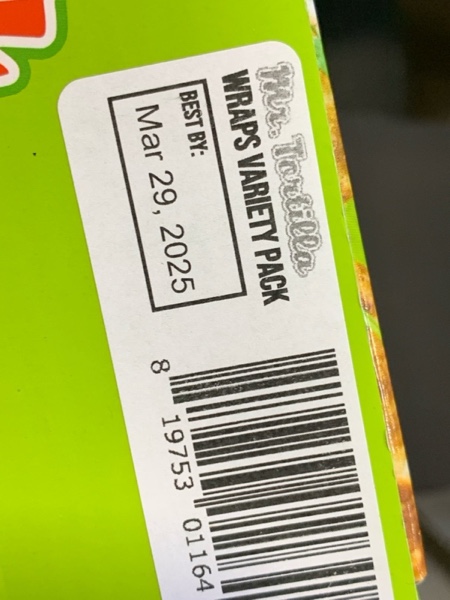 Mr. Tortilla
WRAPS VARIETY PACK
BEST BY:
Mar 29, 2025
8 19753 01164